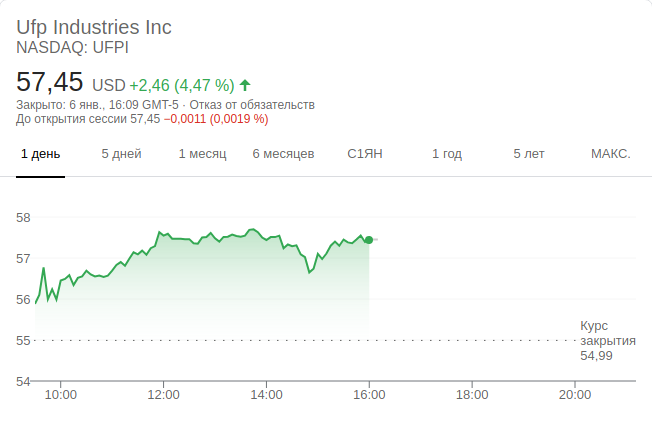 Ufp Industries Inc
NASDAQ: UFPI
57,45 USD +2,46 (4,47 %)
Закрыто: 6 янв., 16:09 GMT-5 · Отказ от обязательств
До открытия сессии 57,45 −0,0011 (0,0019 %)
1 день 5 дней 1 месяц 6 месяцев С1ЯН 1 год 5 лет МАКС.
58
57
56
55
54
Курс
закрытия
54,99
10:00 12:00 14:00 16:00 18:00 20:00